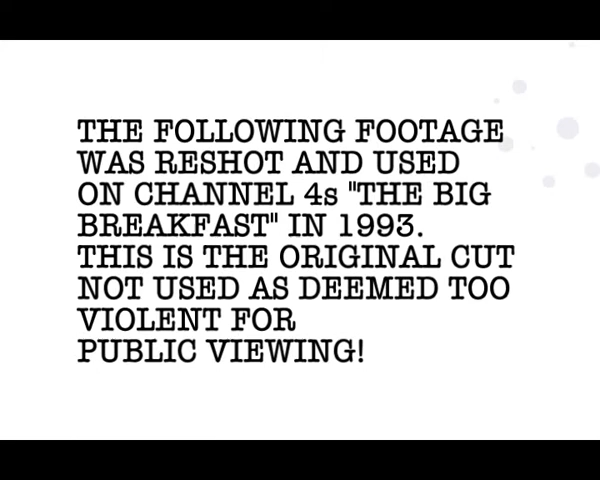 THE FOLLOWING FOOTAGE
WAS RESHOT AND USED
ON CHANNEL 4s "THE BIG
BREAKFAST" IN 1993.
THIS IS THE ORIGINAL CUT
NOT USED AS DEEMED TOO
VIOLENT FOR
PUBLIC VIEWING!